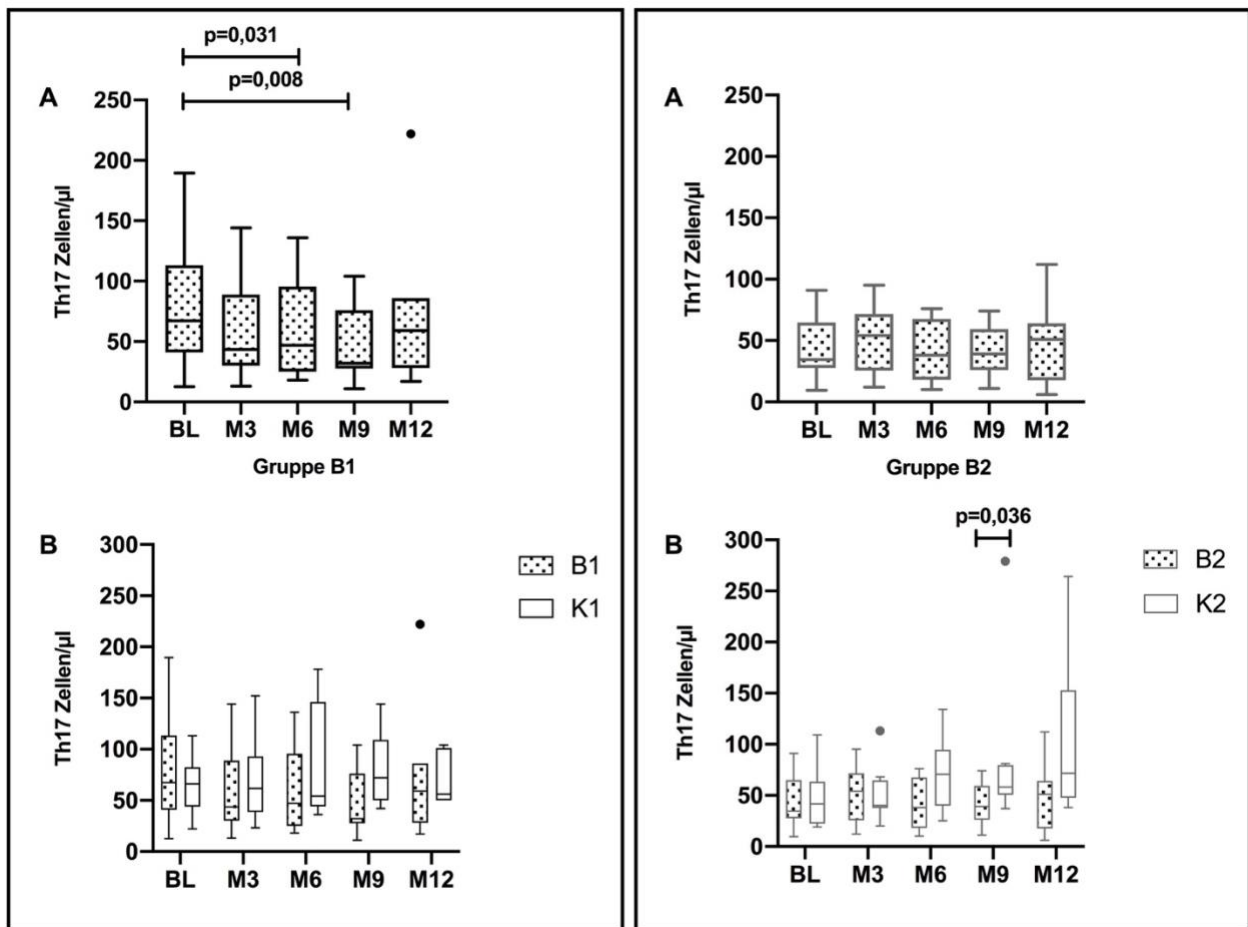 p=0,031
p=0,008
A
Th17 Zellen/µl
250
200
150
100
50
0
BL M3 M6 M9 M12
Gruppe B1
B
Th17 Zellen/µl
300
250
200
150
100
50
0
BL M3 M6 M9 M12
B1
K1
A
Th17 Zellen/µl
250
200
150
100
50
0
BL M3 M6 M9 M12
Gruppe B2
p=0,036
B
Th17 Zellen/µl
300
250
200
150
100
50
0
BL M3 M6 M9 M12
B2
K2